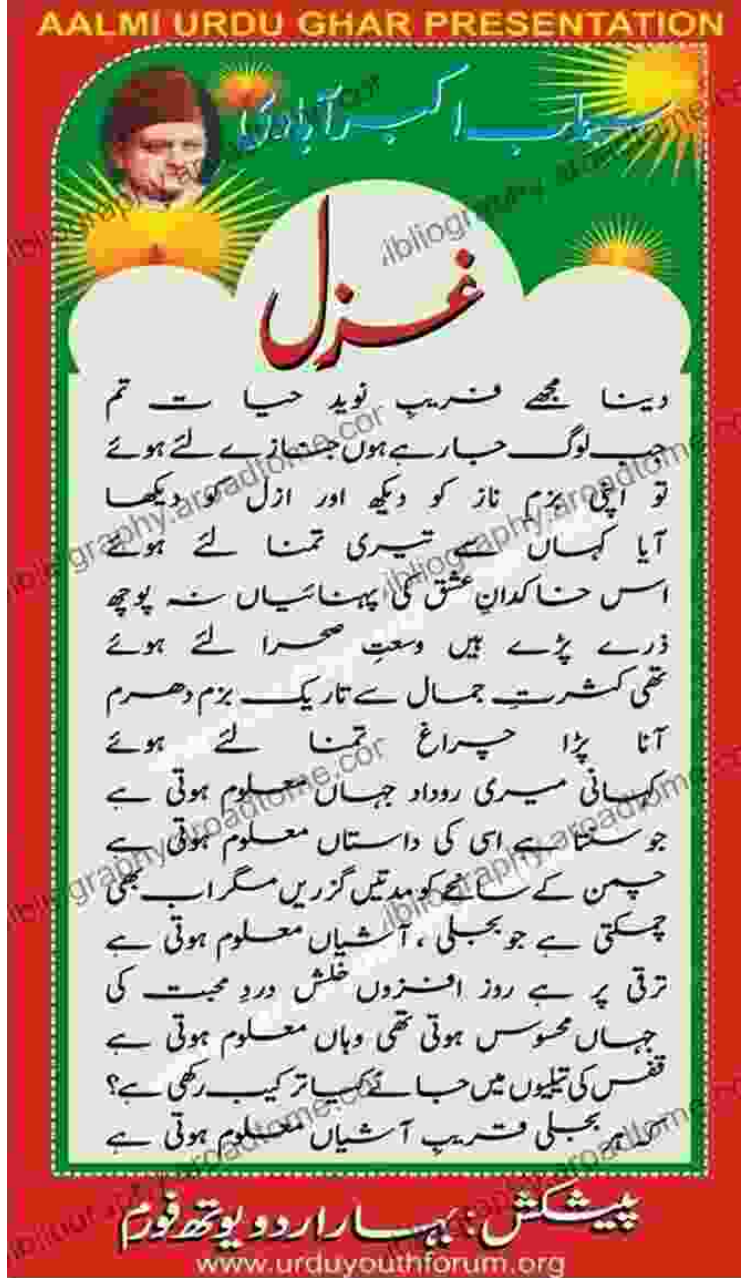 AALMI URDU GHAR PRESENTATION
سیماب اکبر آبادی
غزل
دینا مجھے فریبِ نوید حیا ت تم
جب لوگ جا رہے ہوں جنازے لئے ہوئے
تو اپنی بزم ناز کو دیکھ اور ازل کو دیکھا
آیا کہاں سے تیری تمنا لئے ہوئے
اس خاکدانِ عشق کی پہنائیاں نہ پوچھ
ذرے پڑے ہیں وسعتِ صحرا لئے ہوئے
تھی کثرتِ جمال سے تاریک بزم دھرم
آنا پڑا چراغ تمنا لئے ہوئے
کہانی میری روداد جہاں معلوم ہوتی ہے
جو سنتا ہے اسی کی داستاں معلوم ہوتی ہے
چمن کے سانحے کو مدتیں گزریں مگر اب بھی
چمکتی ہے جو بجلی ، آشیاں معلوم ہوتی ہے
ترقی پر ہے روز افزوں خلش دردِ محبت کی
جہاں محسوس ہوتی تھی وہاں معلوم ہوتی ہے
قفس کی تیلیوں میں جانے کیا ترکیب رکھی ہے؟
کہ ہر بجلی قریبِ آشیاں معلوم ہوتی ہے
پیشکش : بہار اردو یوتھ فورم
www.urduyouthforum.org